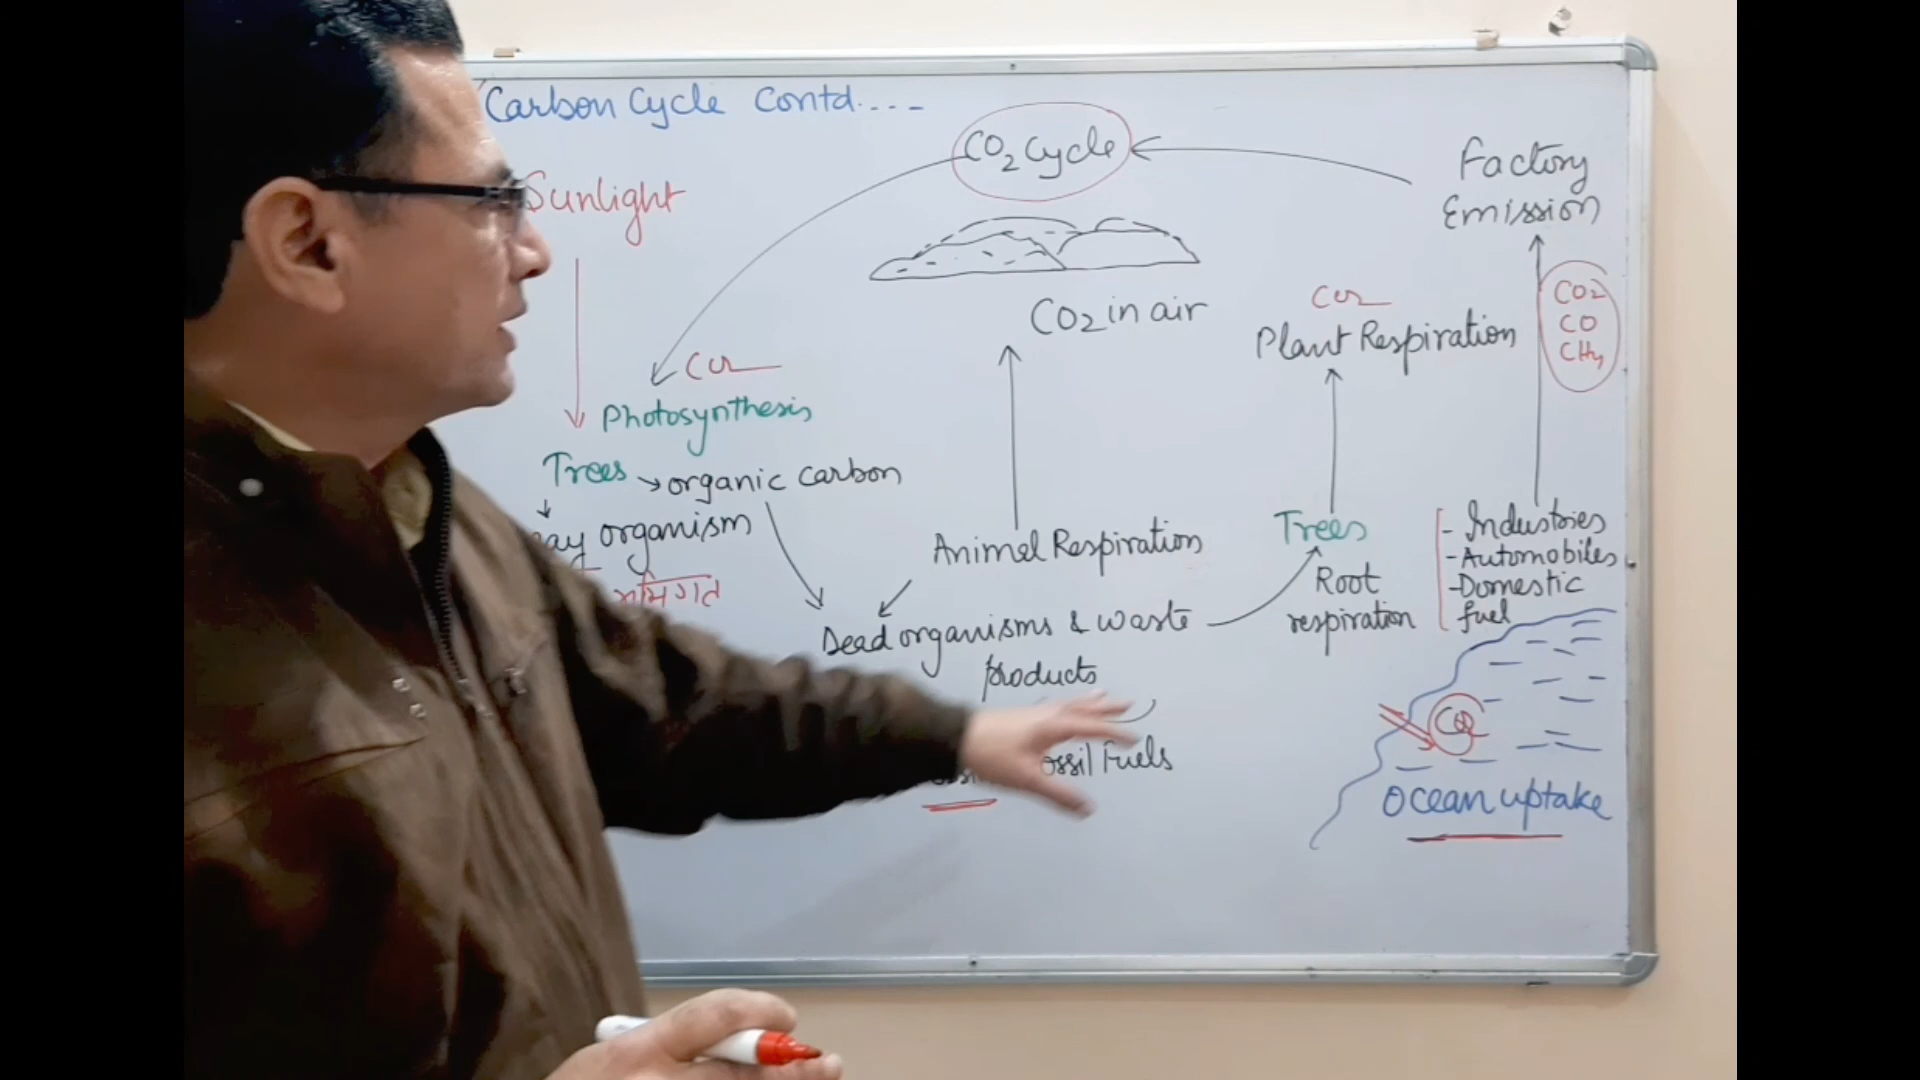 Carbon Cycle Contd....
CO2 Cycle
Factory
Emission
Sunlight
CO2
CO
CH4
CO2 in air
CO2
Plant Respiration
CO2
Photosynthesis
Trees → organic carbon
organism
Animal Respiration
Trees
Root
respiration
- Industries
- Automobiles
- Domestic
fuel
Dead organisms & waste
products
ossil Fuels
CO2
Ocean uptake